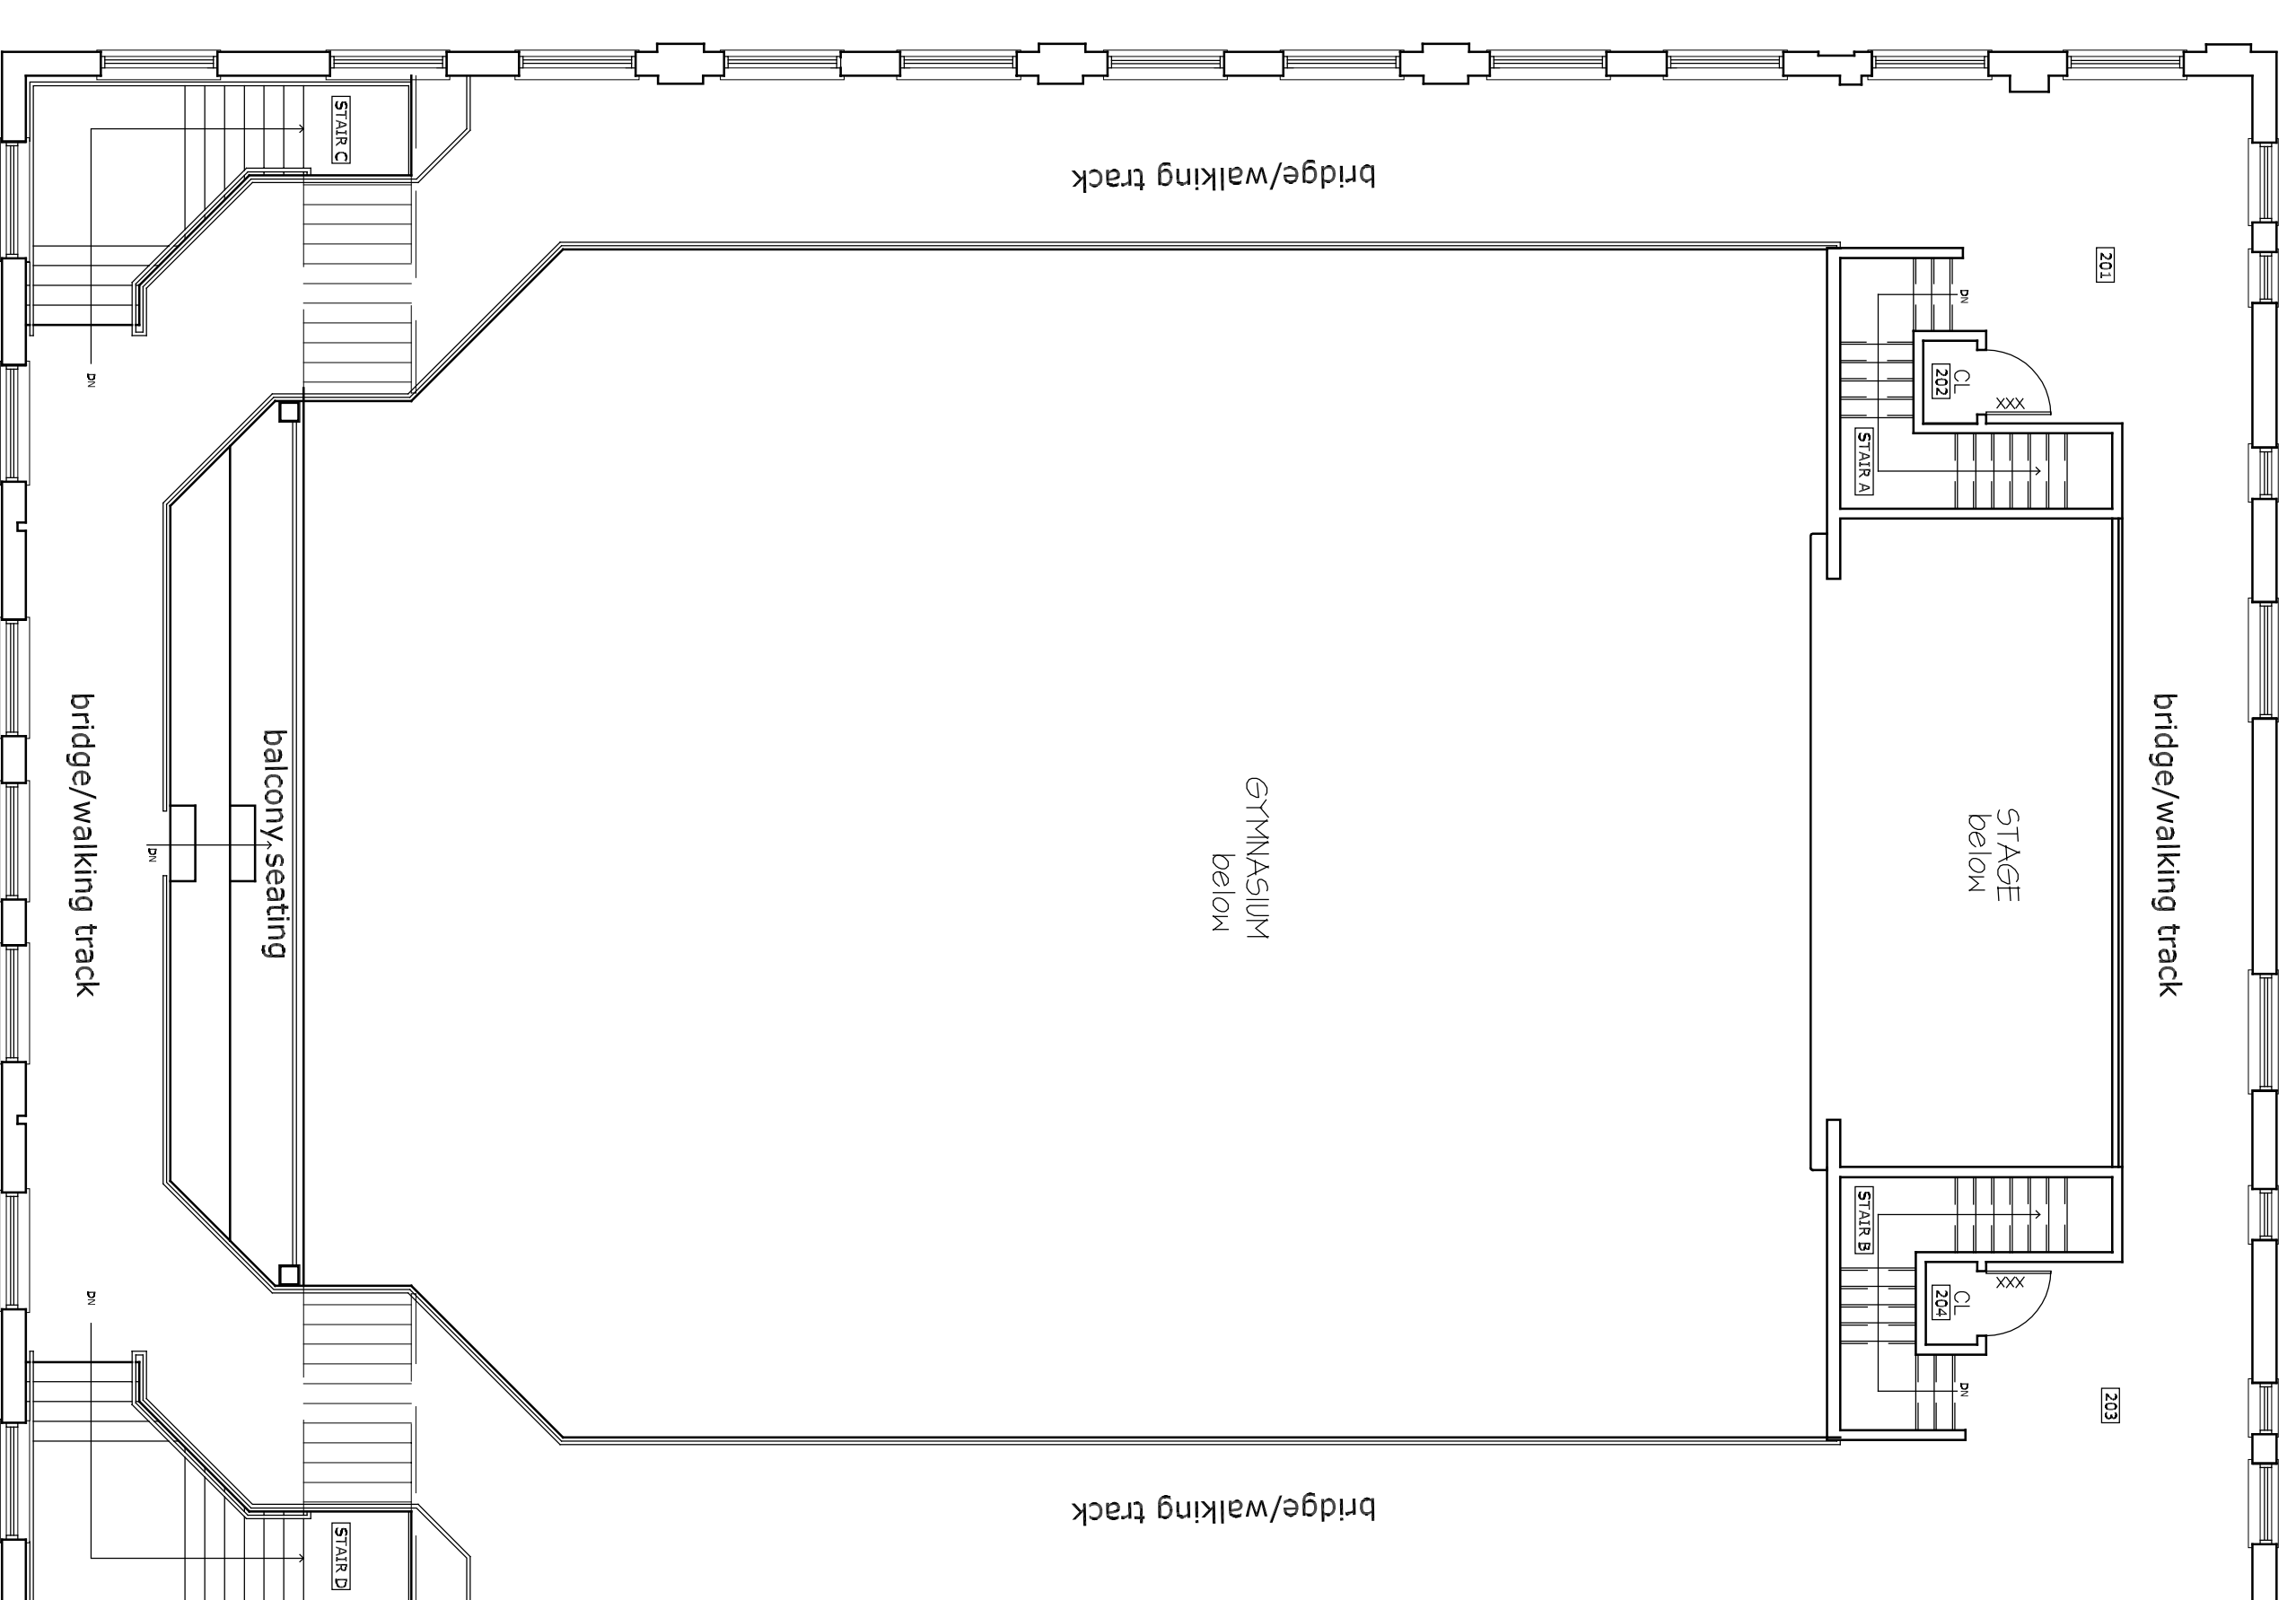 STAIR C
bridge/walking track
201
DN
CL
202
XXX
STAIR A
DN
bridge/walking track
balcony seating
DN
GYMNASIUM
below
STAGE
below
bridge/walking track
STAIR B
XXX
CL
204
DN
203
DN
bridge/walking track
STAIR D